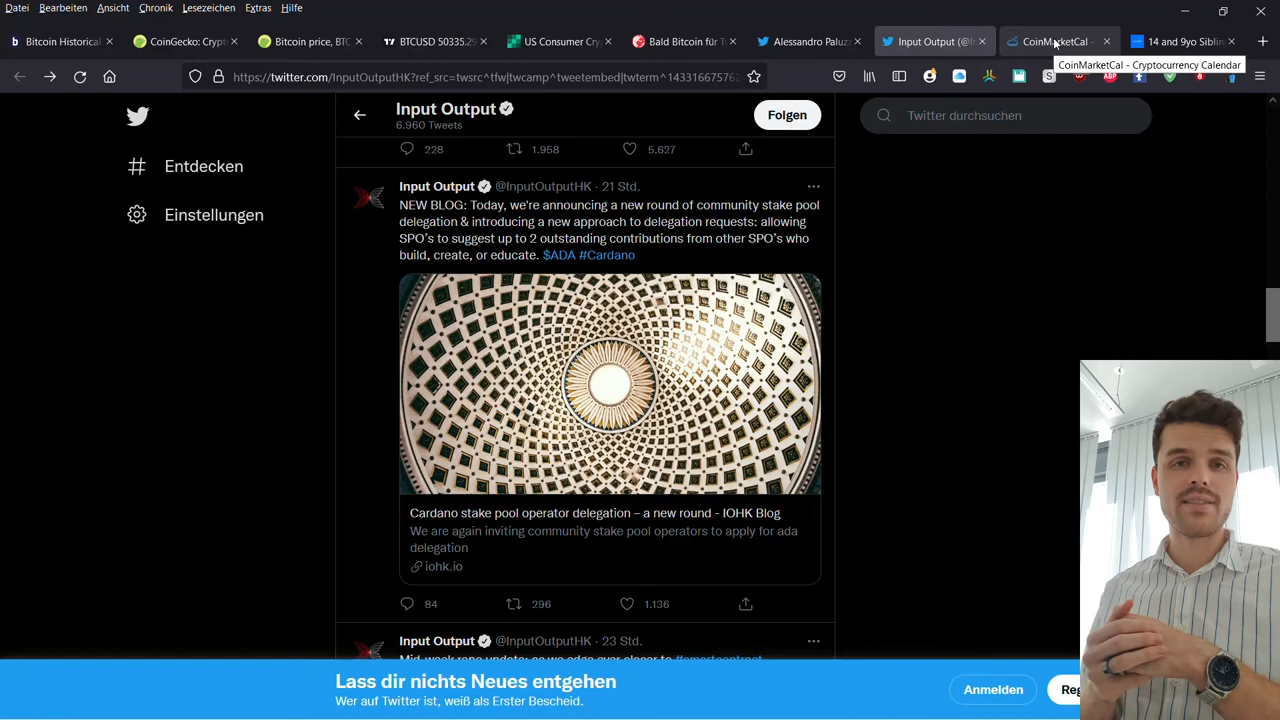 Datei Bearbeiten Ansicht Chronik Lesezeichen Extras Hilfe
Bitcoin Historical
CoinGecko: Crypt
Bitcoin price, BTC
BTCUSD 50335.2
US Consumer Cry
Bald Bitcoin für T
Alessandro Paluz
Input Output (@I
CoinMarketCal -
14 and 9yo Siblin
https://twitter.com/InputOutputHK?ref_src=twsrc^tfw|twcamp^tweetembed|twterm^143316675762
CoinMarketCal - Cryptocurrency Calendar
Input Output
6.960 Tweets
Folgen
Twitter durchsuchen
Entdecken
Einstellungen
228 1.958 5.627
Input Output @InputOutputHK · 21 Std.
NEW BLOG: Today, we're announcing a new round of community stake pool
delegation & introducing a new approach to delegation requests: allowing
SPO's to suggest up to 2 outstanding contributions from other SPO's who
build, create, or educate. $ADA #Cardano
Cardano stake pool operator delegation – a new round - IOHK Blog
We are again inviting community stake pool operators to apply for ada
delegation
iohk.io
84 296 1.136
Input Output @InputOutputHK · 23 Std.
Lass dir nichts Neues entgehen
Wer auf Twitter ist, weiß als Erster Bescheid.
Anmelden
Reg